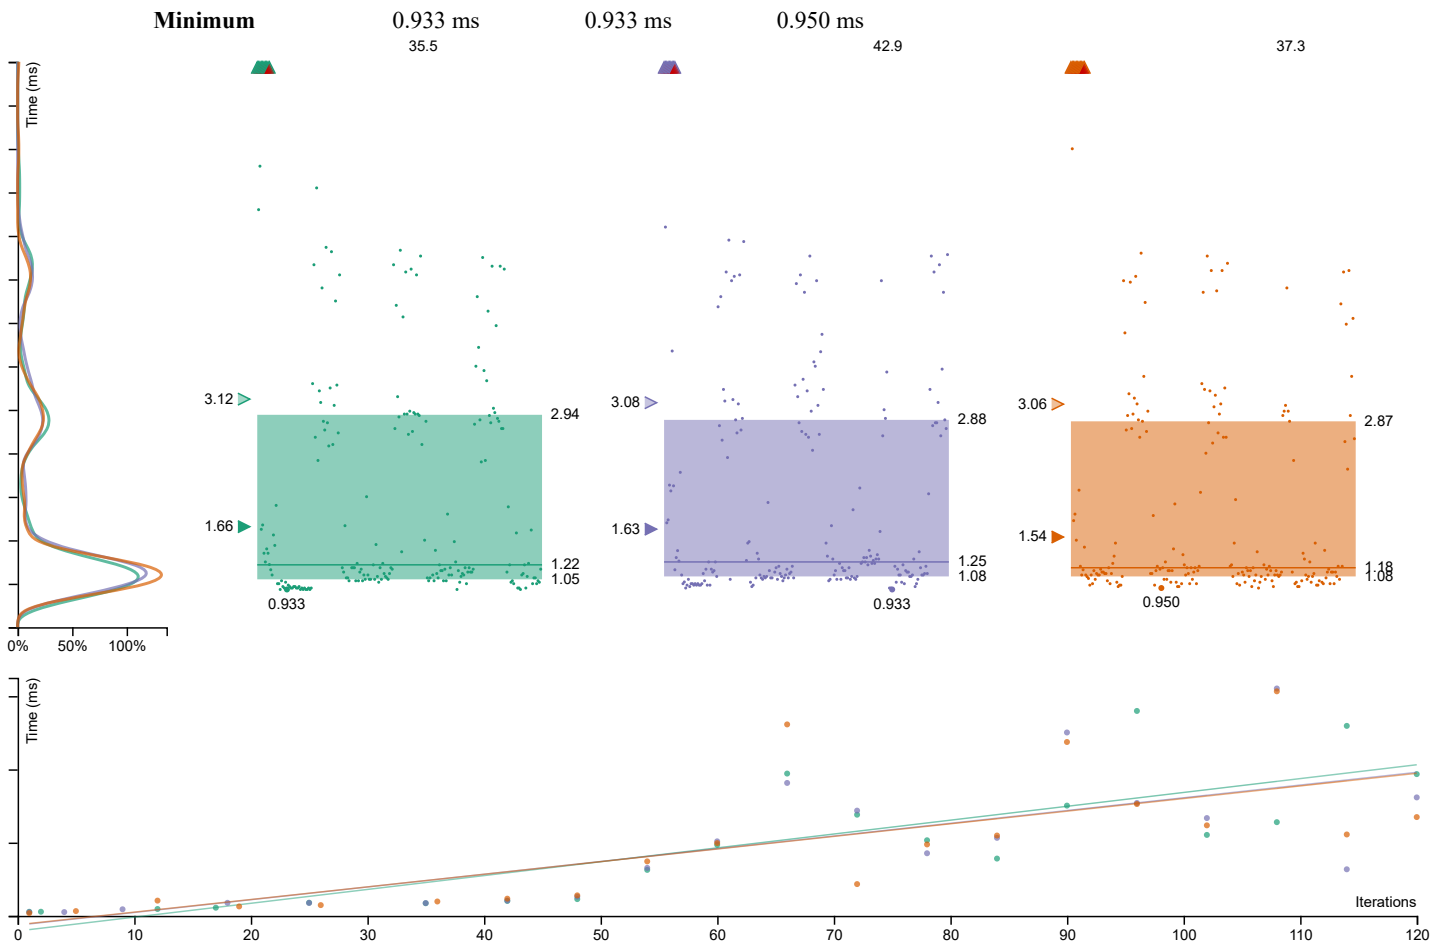 Minimum 0.933 ms 0.933 ms 0.950 ms
35.5 42.9 37.3
Time (ms)
3.12 2.94 3.08 2.88 3.06 2.87
1.66 1.22 1.63 1.25 1.54 1.18
1.05 1.08 1.08
0.933 0.933 0.950
0% 50% 100%
Time (ms)
Iterations
0 10 20 30 40 50 60 70 80 90 100 110 120